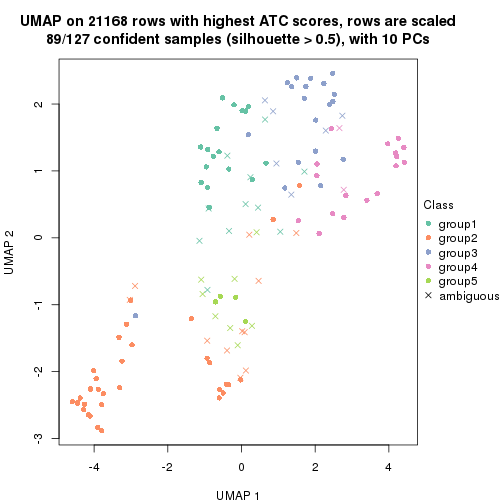 UMAP on 21168 rows with highest ATC scores, rows are scaled
89/127 confident samples (silhouette > 0.5), with 10 PCs
2
1
0
-1
-2
-3
UMAP 2
-4
-2
0
2
4
UMAP 1
Class
group1
group2
group3
group4
group5
ambiguous